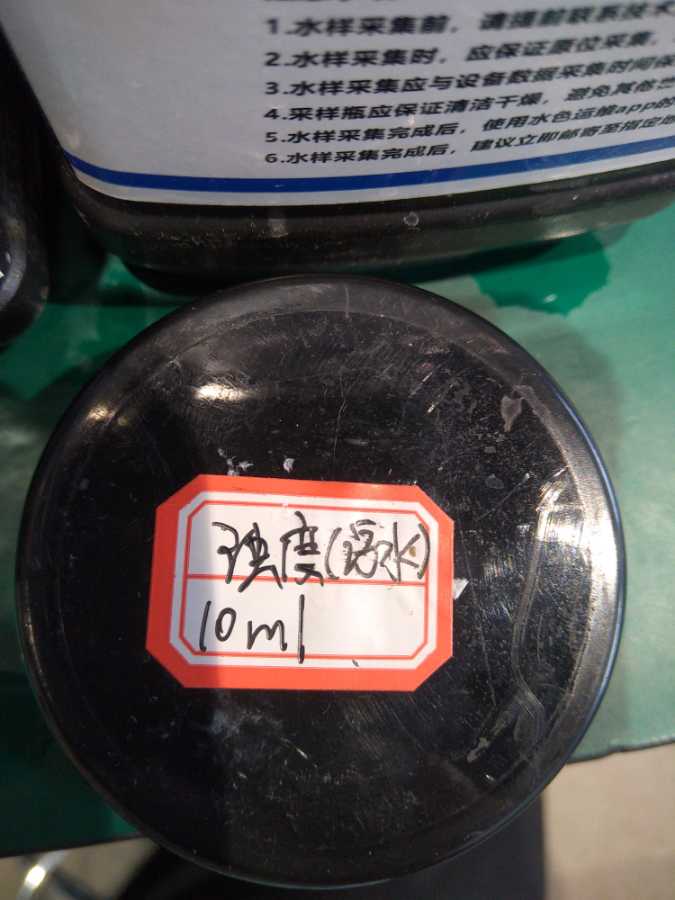 1.水样采集前，请提前联系技术
2.水样采集时，应保证原位采集，
3.水样采集应与设备数据采集时间保
4.采样瓶应保证清洁干燥，避免其他
5.水样采集完成后，使用水色运维app的
6.水样采集完成后，建议立即邮寄至指定地
强度(浮水)
10ml